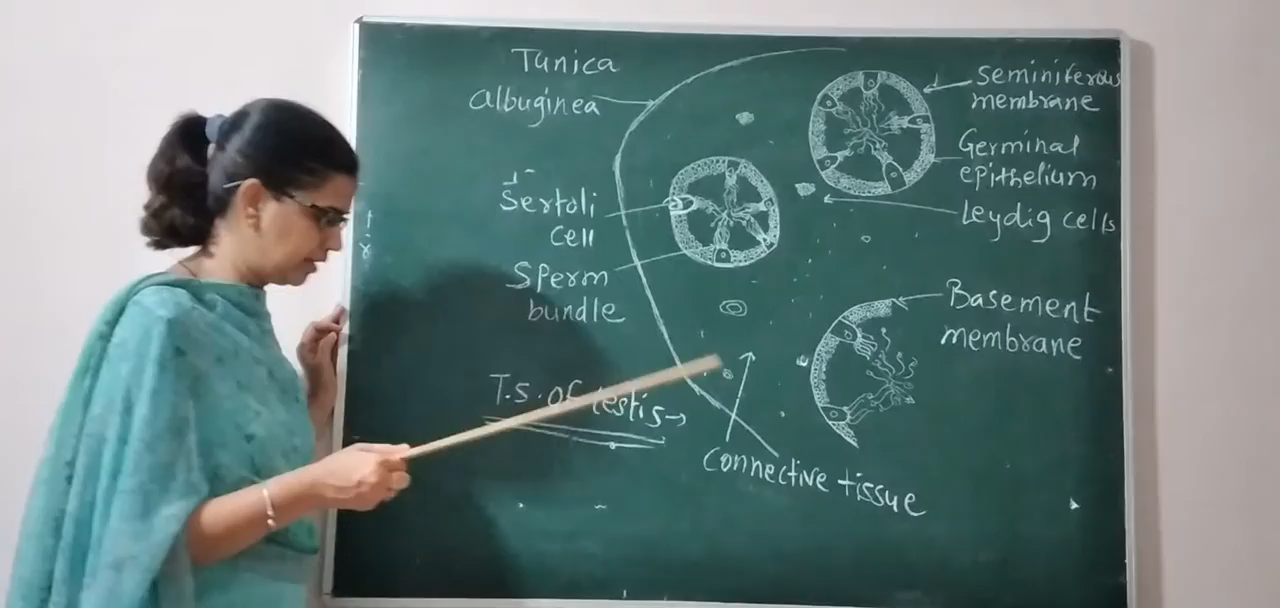 Tunica
albuginea
Sertoli
cell
Sperm
bundle
T.S. of testis→
seminiferous
membrane
Germinal
epithelium
Leydig cells
Basement
membrane
Connective tissue